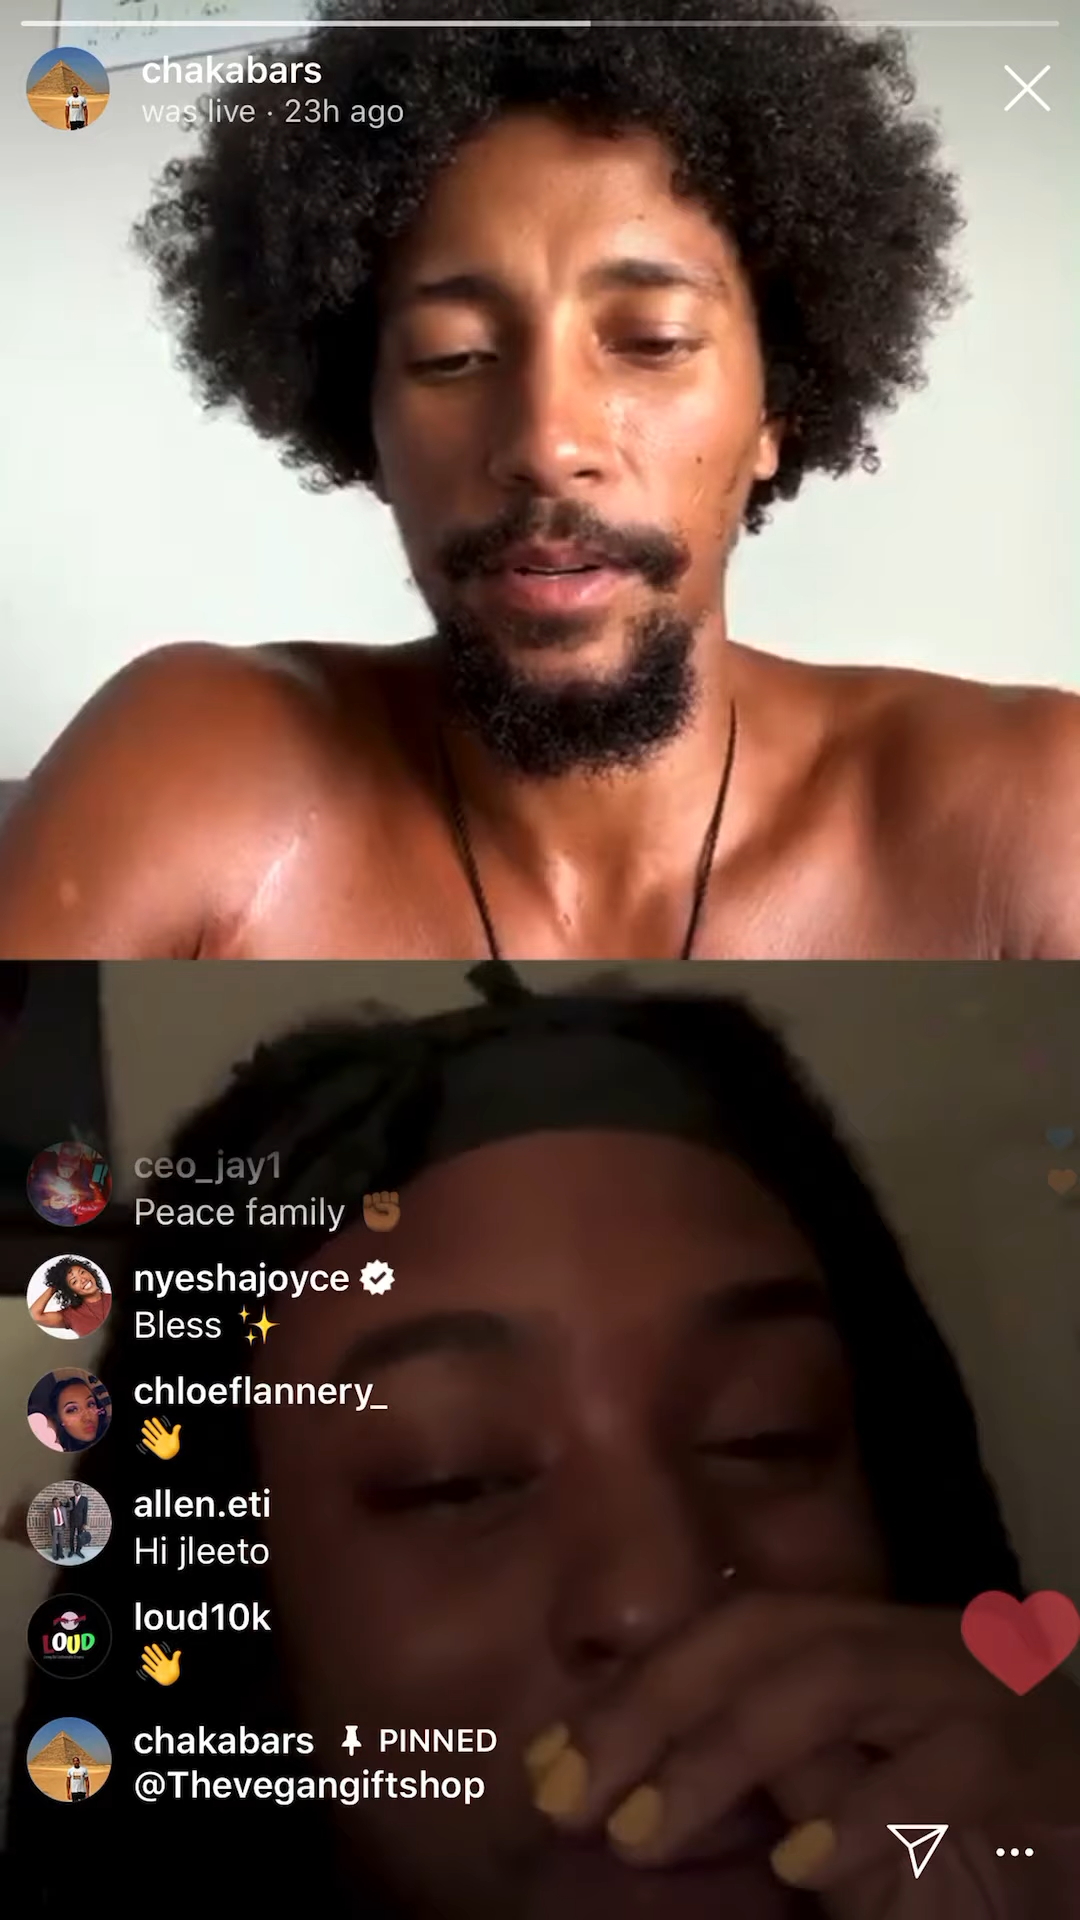 chakabars
was live · 23h ago
ceo_jay1
Peace family ✊🏾
nyeshajoyce
Bless ✨
chloeflannery_
👋
allen.eti
Hi jleeto
loud10k
👋
LOUD
chakabars PINNED
@Thevegangiftshop